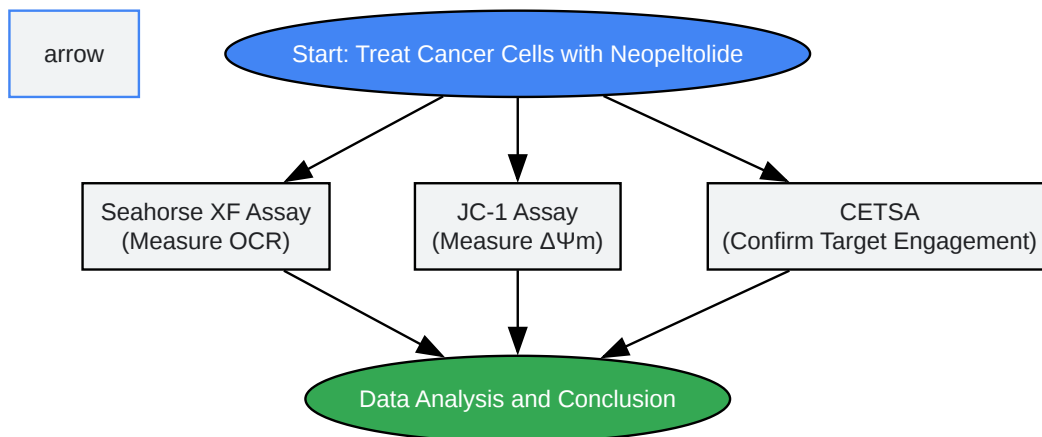 arrow
Start: Treat Cancer Cells with Neopeltolide
Seahorse XF Assay
(Measure OCR)
JC-1 Assay
(Measure ΔΨm)
CETSA
(Confirm Target Engagement)
Data Analysis and Conclusion